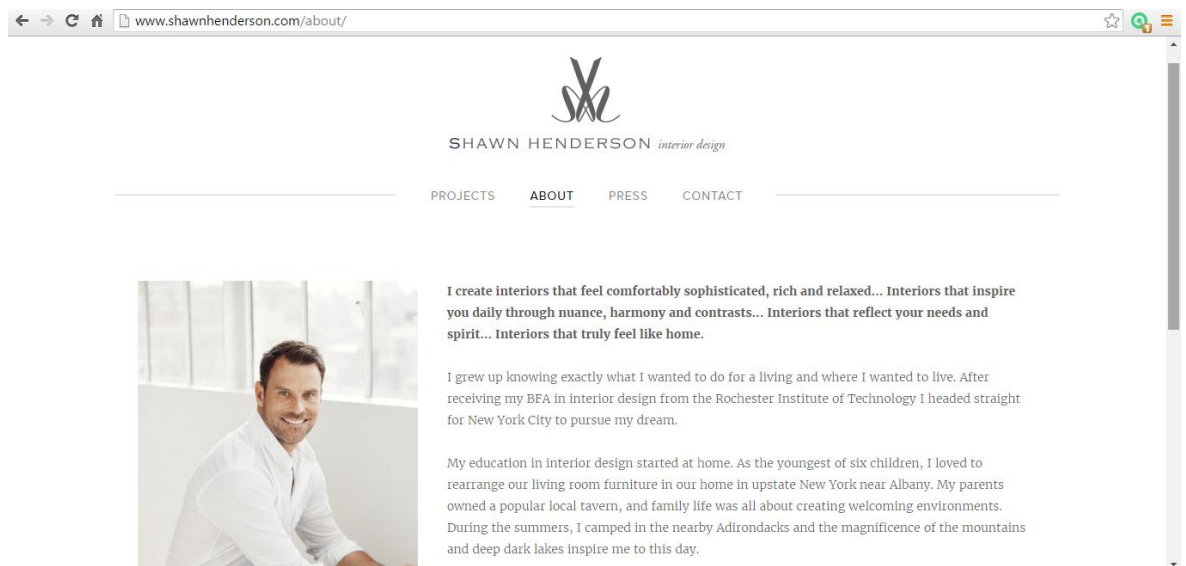 www.shawnhenderson.com/about/
SHAWN HENDERSON interior design
PROJECTS ABOUT PRESS CONTACT
I create interiors that feel comfortably sophisticated, rich and relaxed... Interiors that inspire
you daily through nuance, harmony and contrasts... Interiors that reflect your needs and
spirit... Interiors that truly feel like home.
I grew up knowing exactly what I wanted to do for a living and where I wanted to live. After
receiving my BFA in interior design from the Rochester Institute of Technology I headed straight
for New York City to pursue my dream.
My education in interior design started at home. As the youngest of six children, I loved to
rearrange our living room furniture in our home in upstate New York near Albany. My parents
owned a popular local tavern, and family life was all about creating welcoming environments.
During the summers, I camped in the nearby Adirondacks and the magnificence of the mountains
and deep dark lakes inspire me to this day.